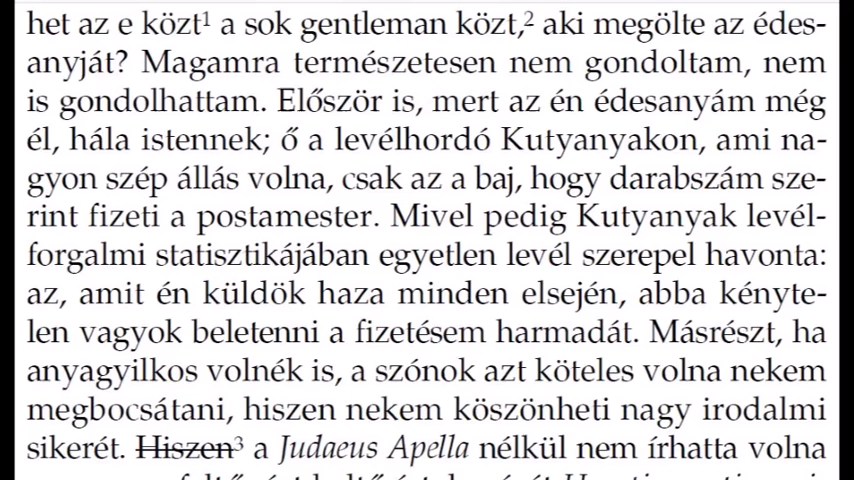 het az e közt¹ a sok gentleman közt,² aki megölte az édes-
anyját? Magamra természetesen nem gondoltam, nem
is gondolhattam. Először is, mert az én édesanyám még
él, hála istennek; ő a levélhordó Kutyanyakon, ami na-
gyon szép állás volna, csak az a baj, hogy darabszám sze-
rint fizeti a postamester. Mivel pedig Kutyanyak levél-
forgalmi statisztikájában egyetlen levél szerepel havonta:
az, amit én küldök haza minden elsején, abba kényte-
len vagyok beletenni a fizetésem harmadát. Másrészt, ha
anyagyilkos volnék is, a szónok azt köteles volna nekem
megbocsátani, hiszen nekem köszönheti nagy irodalmi
sikerét. Hiszen³ a Judaeus Apella nélkül nem írhatta volna